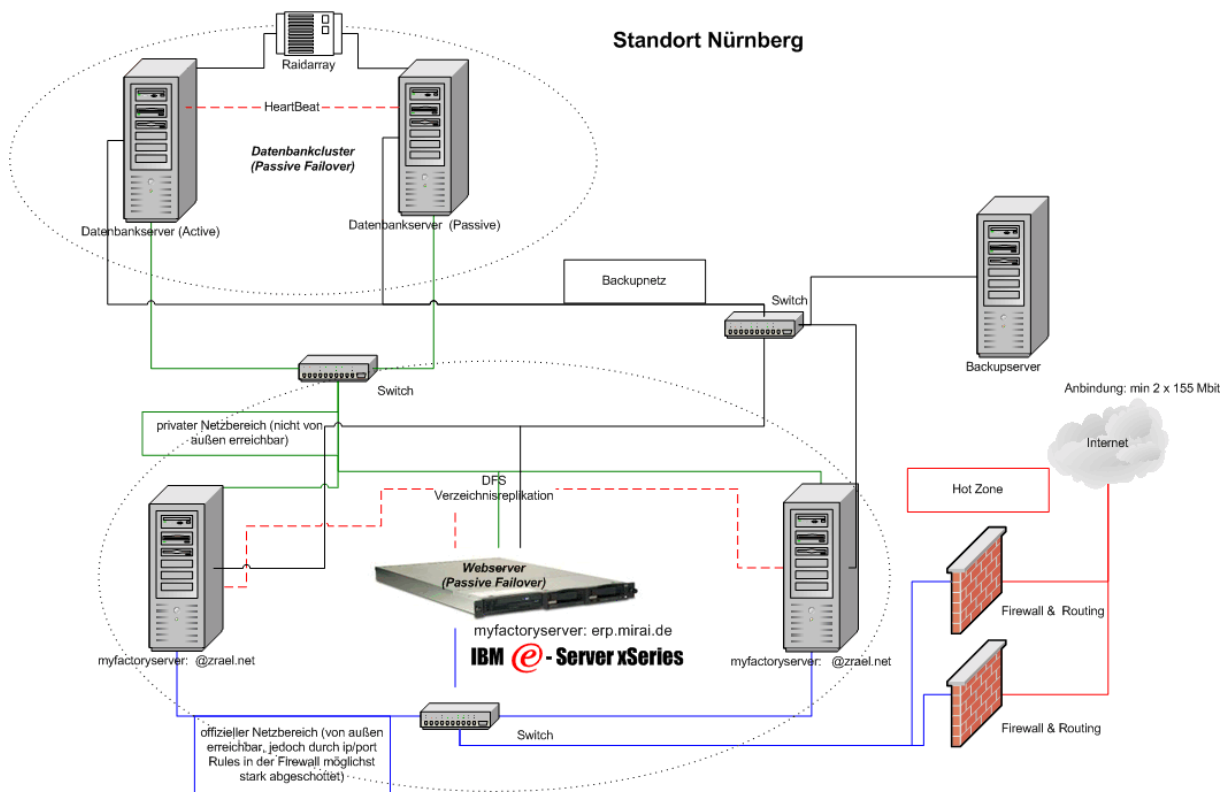 Standort Nürnberg
Raidarray
HeartBeat
Datenbankcluster
(Passive Failover)
Datenbankserver (Active)
Datenbankserver (Passive)
Backupnetz
Switch
Backupserver
Switch
Anbindung: min 2 x 155 Mbit
Internet
privater Netzbereich (nicht von
außen erreichbar)
DFS
Verzeichnisreplikation
Hot Zone
Webserver
(Passive Failover)
Firewall & Routing
myfactoryserver: erp.mirai.de
IBM e - Server xSeries
myfactoryserver: @zrael.net
myfactoryserver: @zrael.net
Firewall & Routing
Switch
offizieller Netzbereich (von außen
erreichbar, jedoch durch ip/port
Rules in der Firewall möglichst
stark abgeschottet)